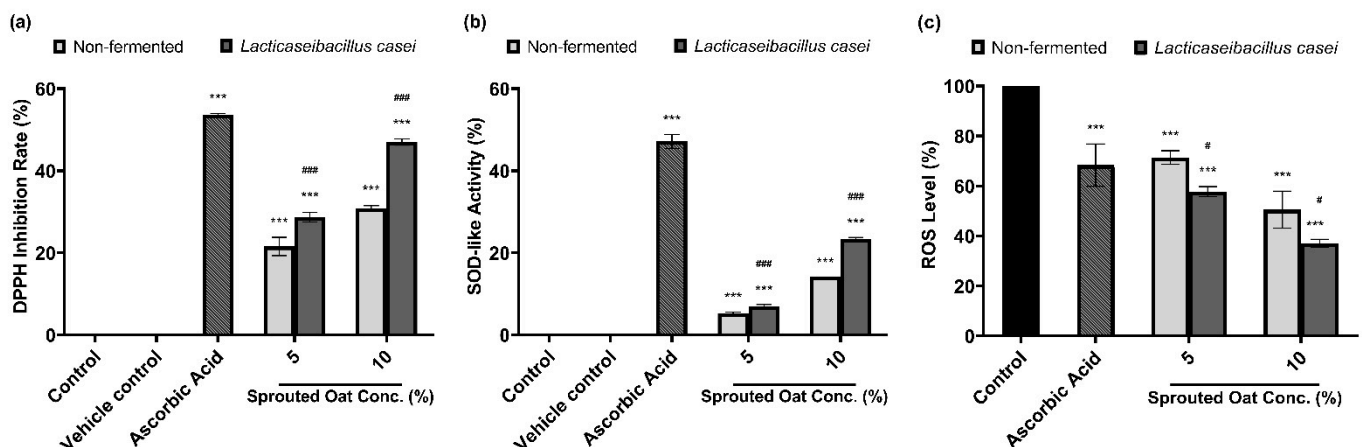 (a)
Non-fermented Lacticaseibacillus casei
DPPH Inhibition Rate (%)
60
40
20
0
***
***
***
###
***
***
###
Control
Vehicle control
Ascorbic Acid
5
10
Sprouted Oat Conc. (%)
(b)
Non-fermented Lacticaseibacillus casei
SOD-like Activity (%)
60
40
20
0
***
***
***
###
***
***
###
Control
Vehicle control
Ascorbic Acid
5
10
Sprouted Oat Conc. (%)
(c)
Non-fermented Lacticaseibacillus casei
ROS Level (%)
100
80
60
40
20
0
***
***
#
***
***
#
***
Control
Ascorbic Acid
5
10
Sprouted Oat Conc. (%)